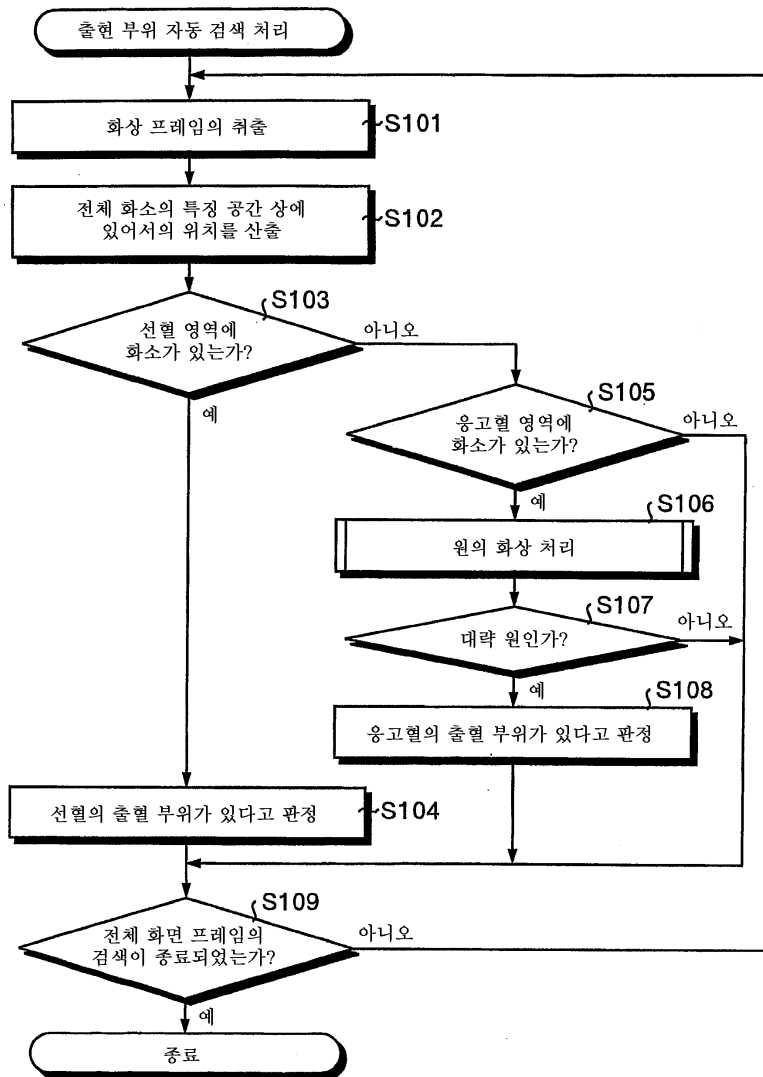 출현 부위 자동 검색 처리
화상 프레임의 취출
S101
전체 화소의 특징 공간 상에
있어서의 위치를 산출
S102
S103
선혈 영역에
화소가 있는가?
아니오
예
S105
응고혈 영역에
화소가 있는가?
아니오
예
S106
원의 화상 처리
S107
대략 원인가?
아니오
예
S108
응고혈의 출혈 부위가 있다고 판정
선혈의 출혈 부위가 있다고 판정
S104
S109
전체 화면 프레임의
검색이 종료되었는가?
아니오
예
종료